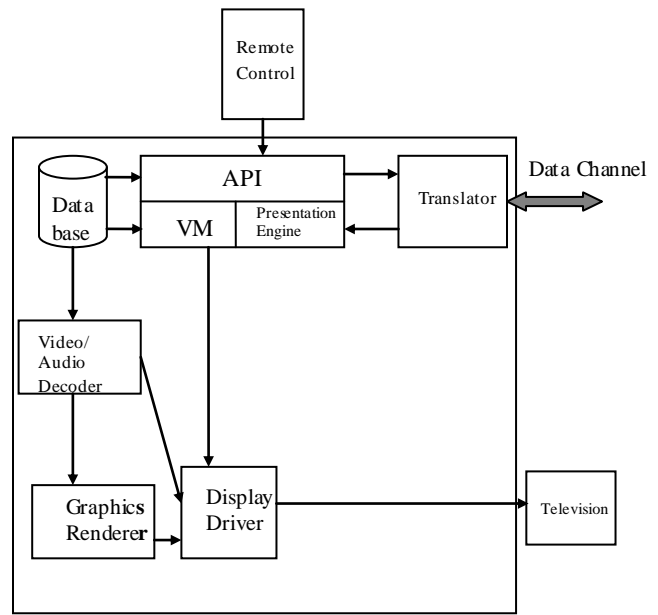 Remote
Control
API
Data Channel
Data
base
VM
Presentation
Engine
Translator
Video/
Audio
Decoder
Graphics
Renderer
Display
Driver
Television